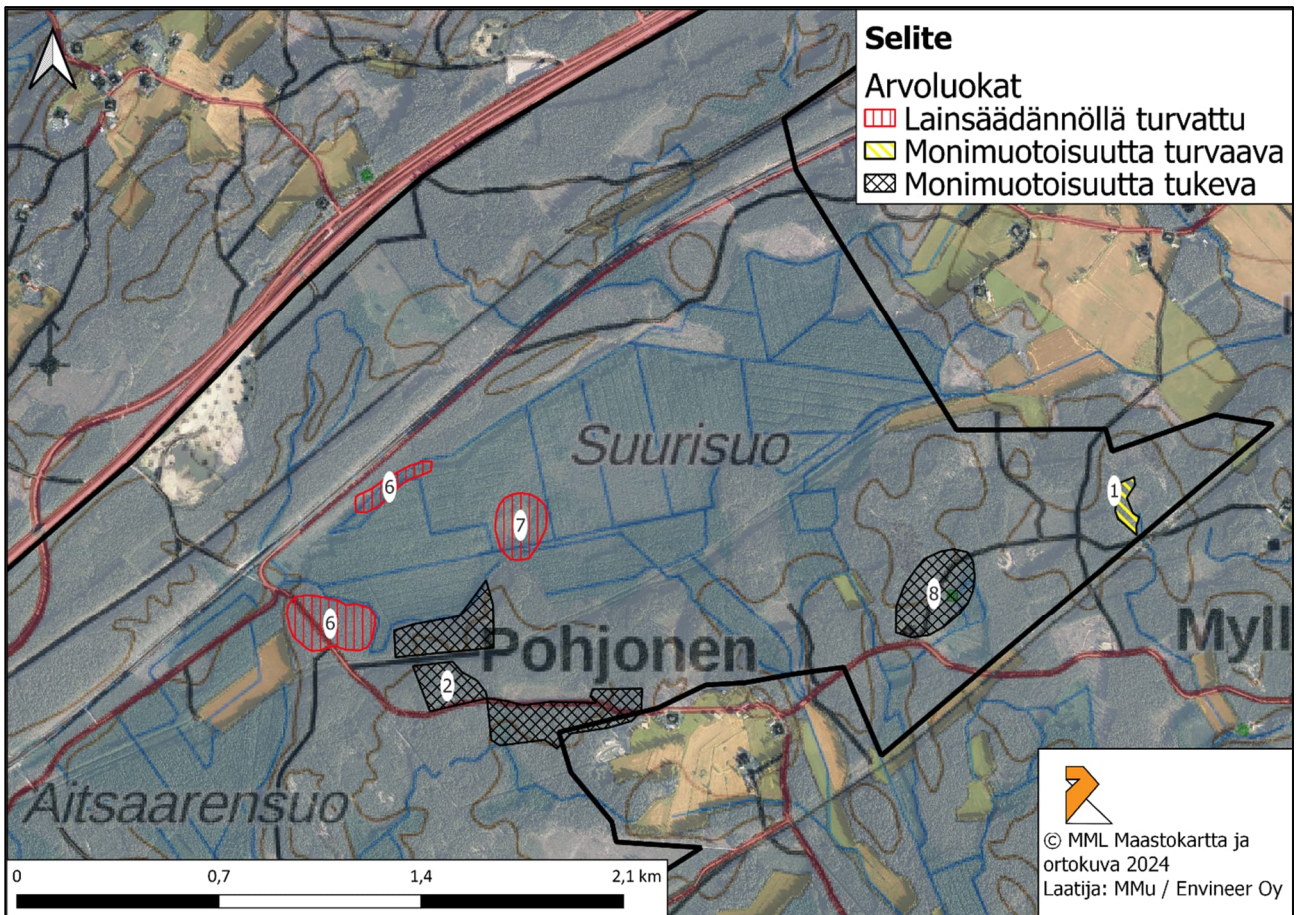 Selite
Arvoluokat
Lainsäädännöllä turvattu
Monimuotoisuutta turvaava
Monimuotoisuutta tukeva
Suurisuo
6
7
1
8
6
Pohjonen
Myll
2
Aitsaarensuo
0 0,7 1,4 2,1 km
© MML Maastokartta ja
ortokuva 2024
Laatija: MMu / Envineer Oy